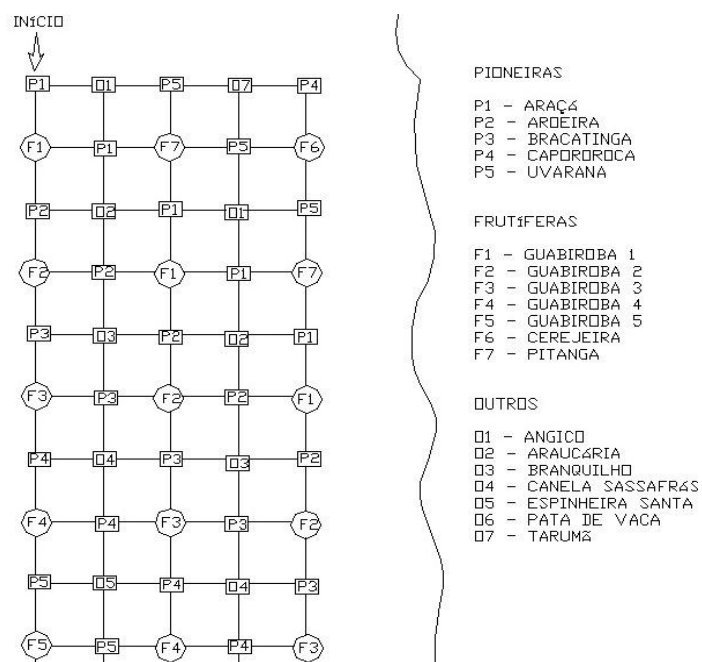 INíCIO
P1 O1 P5 O7 P4
F1 P1 F7 P5 F6
P2 O2 P1 O1 P5
F2 P2 F1 P1 F7
P3 O3 P2 O2 P1
F3 P3 F2 P2 F1
P4 O4 P3 O3 P2
F4 P4 F3 P3 F2
P5 O5 P4 O4 P3
F5 P5 F4 P4 F3
PIONEIRAS
P1 - ARAÇá
P2 - AROEIRA
P3 - BRACATINGA
P4 - CAPOROROCA
P5 - UVARANA
FRUTíFERAS
F1 - GUABIROBA 1
F2 - GUABIROBA 2
F3 - GUABIROBA 3
F4 - GUABIROBA 4
F5 - GUABIROBA 5
F6 - CEREJEIRA
F7 - PITANGA
OUTROS
O1 - ANGICO
O2 - ARAUCáRIA
O3 - BRANQUILHO
O4 - CANELA SASSAFRáS
O5 - ESPINHEIRA SANTA
O6 - PATA DE VACA
O7 - TARUMã